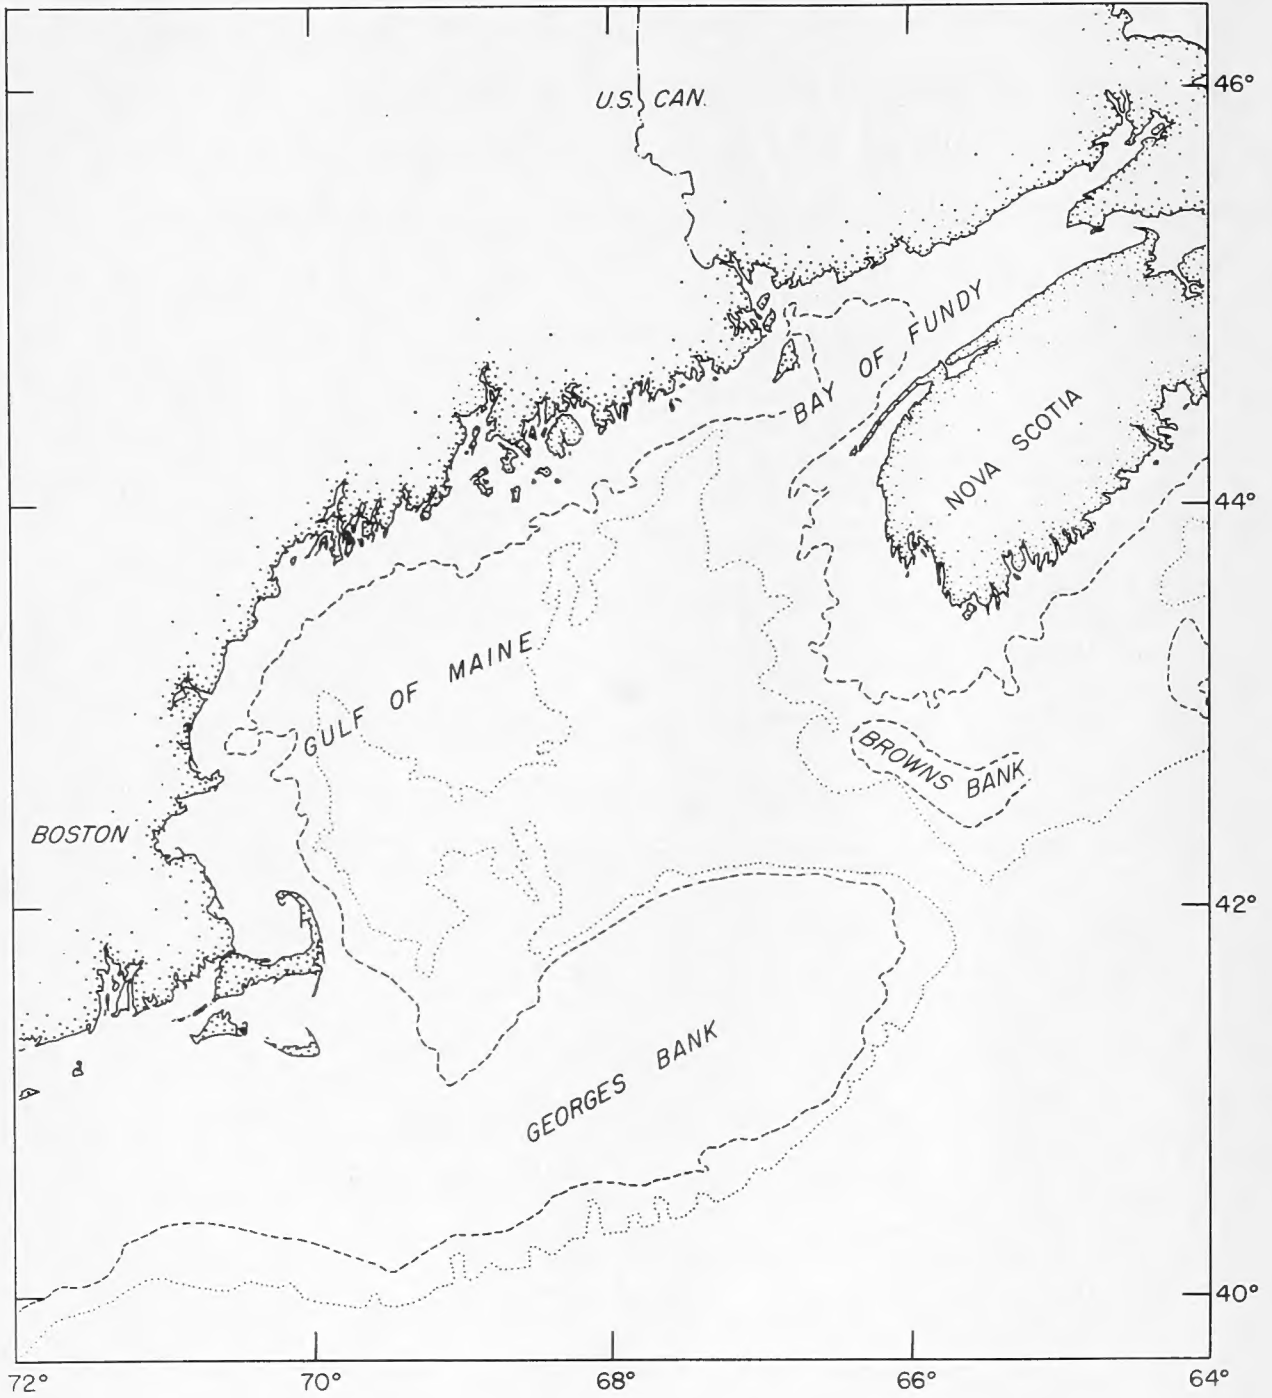 U.S. CAN.
46°
BAY OF FUNDY
NOVA SCOTIA
44°
GULF OF MAINE
BROWNS BANK
BOSTON
42°
GEORGES BANK
40°
72° 70° 68° 66° 64°